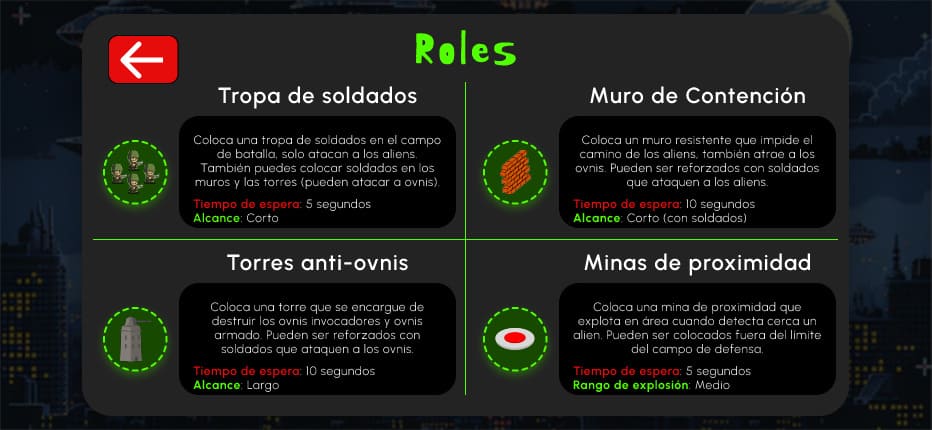 Roles
Tropa de soldados
Coloca una tropa de soldados en el campo
de batalla, solo atacan a los aliens.
También puedes colocar soldados en los
muros y las torres (pueden atacar a ovnis).
Tiempo de espera: 5 segundos
Alcance: Corto
Muro de Contención
Coloca un muro resistente que impide el
camino de los aliens, también atrae a los
ovnis. Pueden ser reforzados con soldados
que ataquen a los aliens.
Tiempo de espera: 10 segundos
Alcance: Corto (con soldados)
Torres anti-ovnis
Coloca una torre que se encargue de
destruir los ovnis invocadores y ovnis
armado. Pueden ser reforzados con
soldados que ataquen a los ovnis.
Tiempo de espera: 10 segundos
Alcance: Largo
Minas de proximidad
Coloca una mina de proximidad que
explota en área cuando detecta cerca un
alien. Pueden ser colocados fuera del límite
del campo de defensa.
Tiempo de espera: 5 segundos
Rango de explosión: Medio